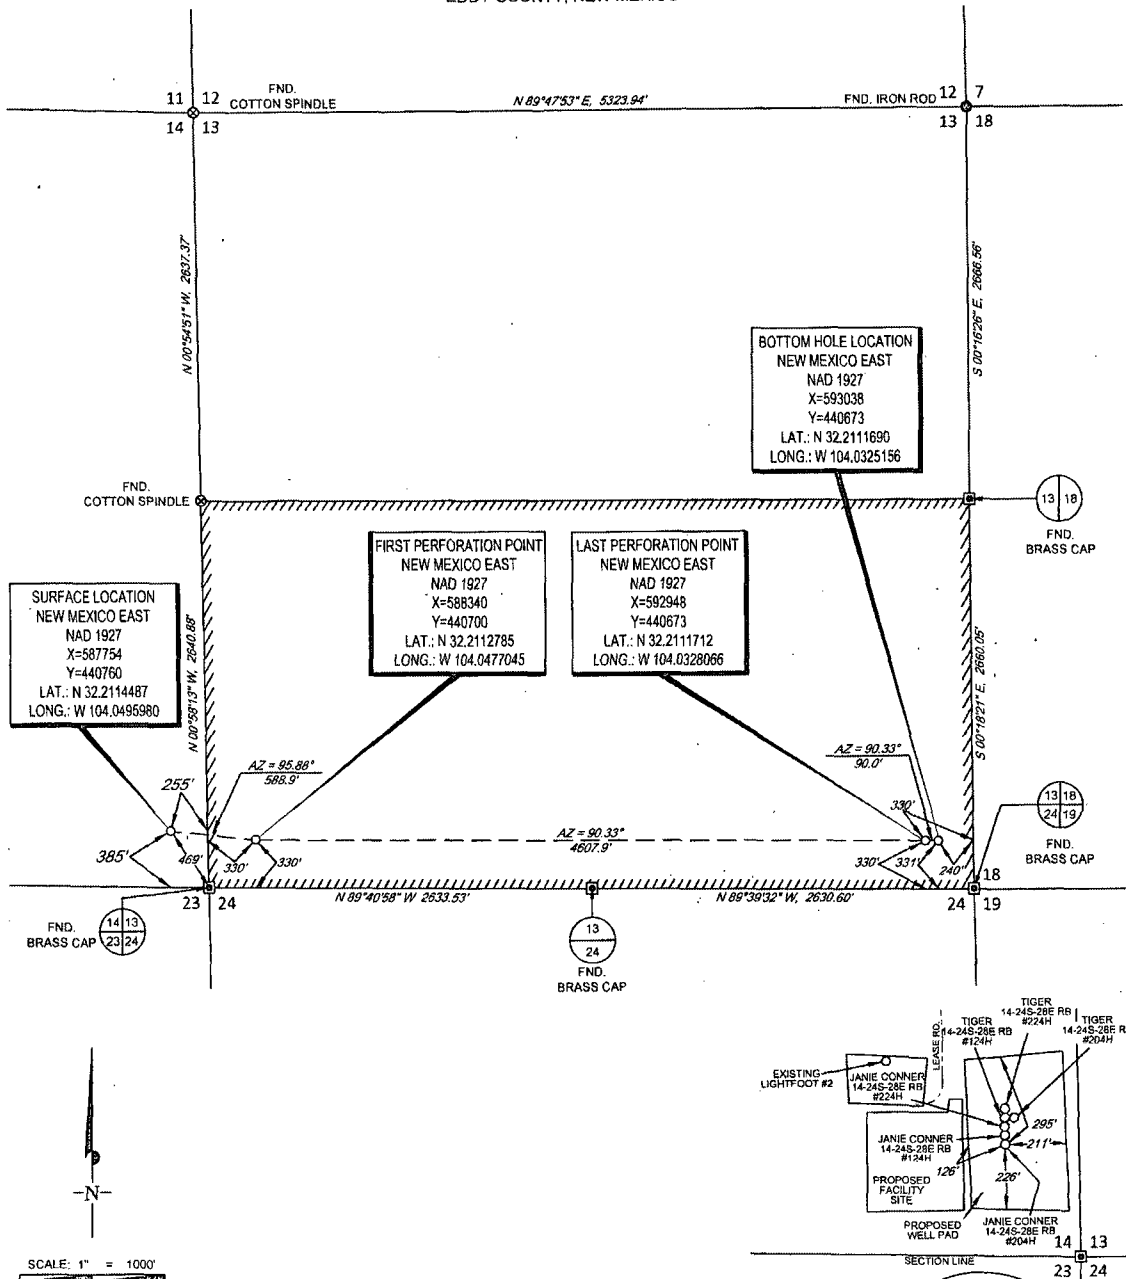 EDDY COUNTY, NEW MEXICO
11 12
14 13
FND.
COTTON SPINDLE
N 89°47'53" E, 5323.94'
FND. IRON ROD
12 7
13 18
N 00°54'51" W, 2637.37'
S 00°16'26" E, 2666.56'
BOTTOM HOLE LOCATION
NEW MEXICO EAST
NAD 1927
X=593038
Y=440673
LAT.: N 32.2111690
LONG.: W 104.0325156
FND.
COTTON SPINDLE
13 18
FND.
BRASS CAP
FIRST PERFORATION POINT
NEW MEXICO EAST
NAD 1927
X=588340
Y=440700
LAT.: N 32.2112785
LONG.: W 104.0477045
LAST PERFORATION POINT
NEW MEXICO EAST
NAD 1927
X=592948
Y=440673
LAT.: N 32.2111712
LONG.: W 104.0328066
SURFACE LOCATION
NEW MEXICO EAST
NAD 1927
X=587754
Y=440760
LAT.: N 32.2114487
LONG.: W 104.0495980
N 00°58'13" W, 2640.88'
S 00°18'21" E, 2660.05'
AZ = 95.88°
588.9'
AZ = 90.33°
90.0'
255'
385'
469'
330'
330'
AZ = 90.33°
4607.9'
330'
330'
331'
240'
13 18
24 19
FND.
BRASS CAP
18
23 24
N 89°40'58" W 2633.53'
N 89°39'32" W, 2630.60'
24 19
FND.
BRASS CAP
14 13
23 24
13
24
FND.
BRASS CAP
N
SCALE: 1" = 1000'
LEASE RD.
TIGER
14-24S-28E RB
#124H
TIGER
14-24S-28E RB
#224H
TIGER
14-24S-28E R
#204H
EXISTING
LIGHTFOOT #2
JANIE CONNER
14-24S-28E RB
#224H
JANIE CONNER
14-24S-28E RB
#124H
295'
211'
126'
226'
PROPOSED
FACILITY
SITE
PROPOSED
WELL PAD
JANIE CONNER
14-24S-28E RB
#204H
14 13
SECTION LINE
23 24